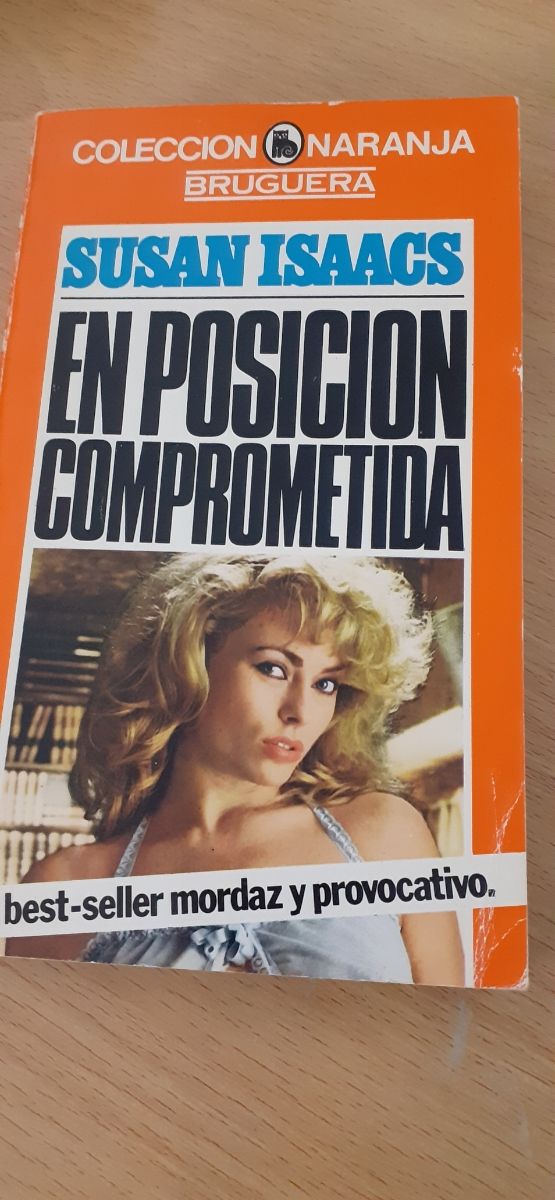 COLECCION NARANJA
BRUGUERA
SUSAN ISAACS
EN POSICION
COMPROMETIDA
best-seller mordaz y provocativo.